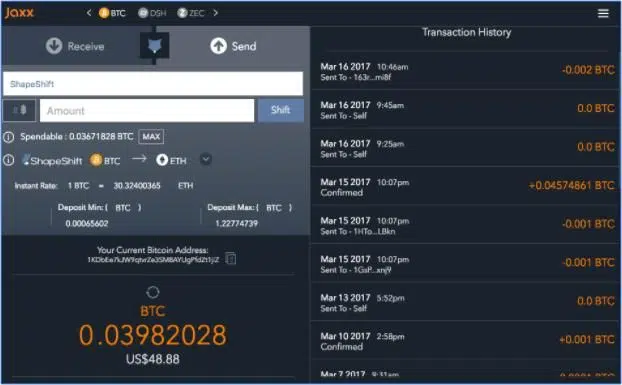 Jaxx
BTC DSH ZEC
Receive Send
ShapeShift
Amount Shift
Spendable : 0.03671828 BTC MAX
ShapeShift BTC → ETH
Instant Rate: 1 BTC = 30.32400365 ETH
Deposit Min: ( BTC ) Deposit Max: ( BTC )
0.00065602 1.22774739
Your Current Bitcoin Address:
BTC
0.03982028
US$48.88
Transaction History
Mar 16 2017 10:46am
Sent To - 163r...mi8f
-0.002 BTC
Mar 16 2017 9:45am
Sent To - Self
0.0 BTC
Mar 16 2017 9:25am
Sent To - Self
0.0 BTC
Mar 15 2017 10:07pm
Confirmed
+0.04574861 BTC
Mar 15 2017 10:07pm
Sent To - 1HTo...LBkn
-0.001 BTC
Mar 15 2017 10:07pm
Sent To - 1GsP...xnj9
-0.001 BTC
Mar 13 2017 5:52pm
Sent To - Self
0.0 BTC
Mar 10 2017 2:58pm
Confirmed
+0.001 BTC
Mar 7 2017 9:31am